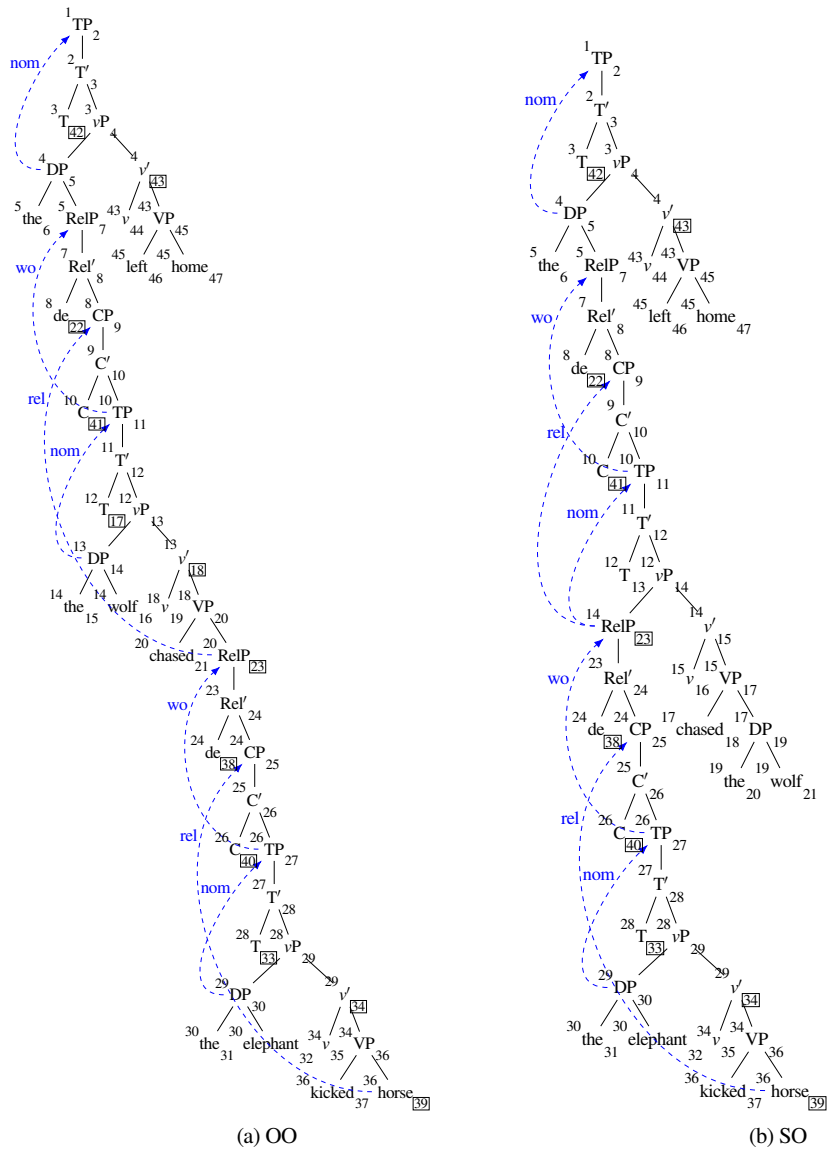 1 TP 2
nom
2 T′ 3
3 T 42 3 vP 4
4 DP 5 4 v′ 43
5 the 6 5 RelP 7 43 v 44 43 VP 45
wo
7 Rel′ 8 45 left 46 45 home 47
8 de 22 8 CP 9
9 C′ 10
rel
10 C 41 10 TP 11
nom
11 T′ 12
12 T 17 12 vP 13
13 DP 14 13 v′ 18
14 the 15 14 wolf 16 18 v 19 18 VP 20
20 chased 21 20 RelP 23
wo
23 Rel′ 24
24 de 38 24 CP 25
25 C′ 26
rel
26 C 40 26 TP 27
nom
27 T′ 28
28 T 33 28 vP 29
29 DP 30 29 v′ 34
30 the 31 30 elephant 32 34 v 35 34 VP 36
36 kicked 37 36 horse 39
(a) OO
1 TP 2
nom
2 T′ 3
3 T 42 3 vP 4
4 DP 5 4 v′ 43
5 the 6 5 RelP 7 43 v 44 43 VP 45
wo
7 Rel′ 8 45 left 46 45 home 47
8 de 22 8 CP 9
9 C′ 10
rel
10 C 41 10 TP 11
nom
11 T′ 12
12 T 13 12 vP 14
14 RelP 23 14 v′ 15
wo
23 Rel′ 24 15 v 16 15 VP 17
24 de 38 24 CP 25 17 chased 18 17 DP 19
25 C′ 26 19 the 20 19 wolf 21
rel
26 C 40 26 TP 27
nom
27 T′ 28
28 T 33 28 vP 29
29 DP 30 29 v′ 34
30 the 31 30 elephant 32 34 v 35 34 VP 36
36 kicked 37 36 horse 39
(b) SO